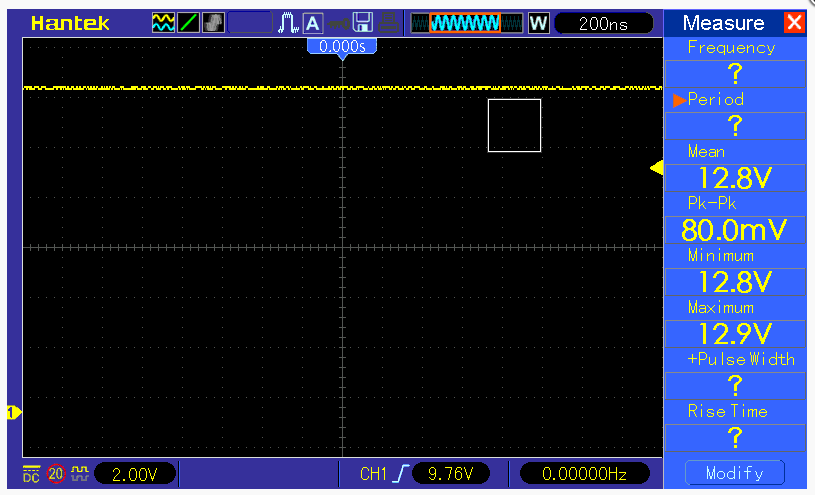 Hantek A W 200ns Measure
0.000s
Frequency
?
Period
?
Mean
12.8V
Pk-Pk
80.0mV
Minimum
12.8V
Maximum
12.9V
+Pulse Width
?
Rise Time
?
Modify
1
DC 20 2.00V CH1 9.76V 0.00000Hz